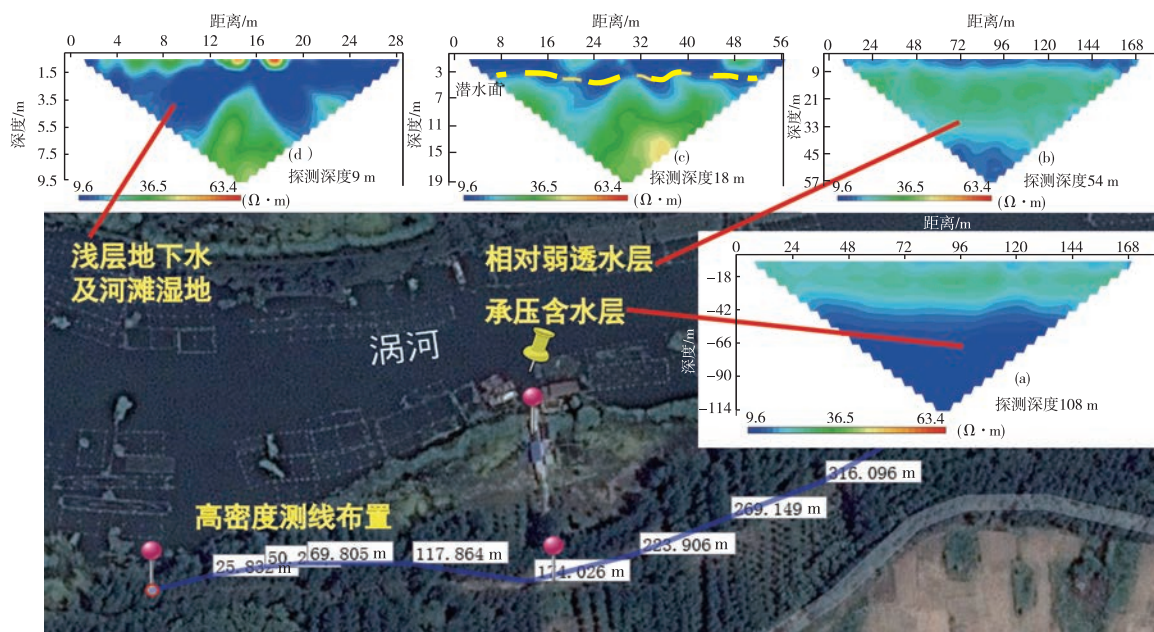 距离/m
0 4 8 12 16 20 24 28
深度/m
1.5
3.5
5.5
7.5
9.5
(d)
探测深度9 m
9.6 36.5 63.4
(Ω·m)
距离/m
0 8 16 24 32 40 48 56
深度/m
3
潜水面
7
11
15
19
(c)
探测深度18 m
9.6 36.5 63.4
(Ω·m)
距离/m
0 24 48 72 96 120 144 168
深度/m
9
21
33
45
57
(b)
探测深度54 m
9.6 36.5 63.4
(Ω·m)
距离/m
0 24 48 72 96 120 144 168
深度/m
-18
-42
-66
-90
-114
(a)
探测深度108 m
9.6 36.5 63.4
(Ω·m)
浅层地下水
及河滩湿地
相对弱透水层
承压含水层
涡河
高密度测线布置
25.832 m
50.2
69.805 m
117.864 m
174.026 m
223.906 m
269.149 m
316.096 m